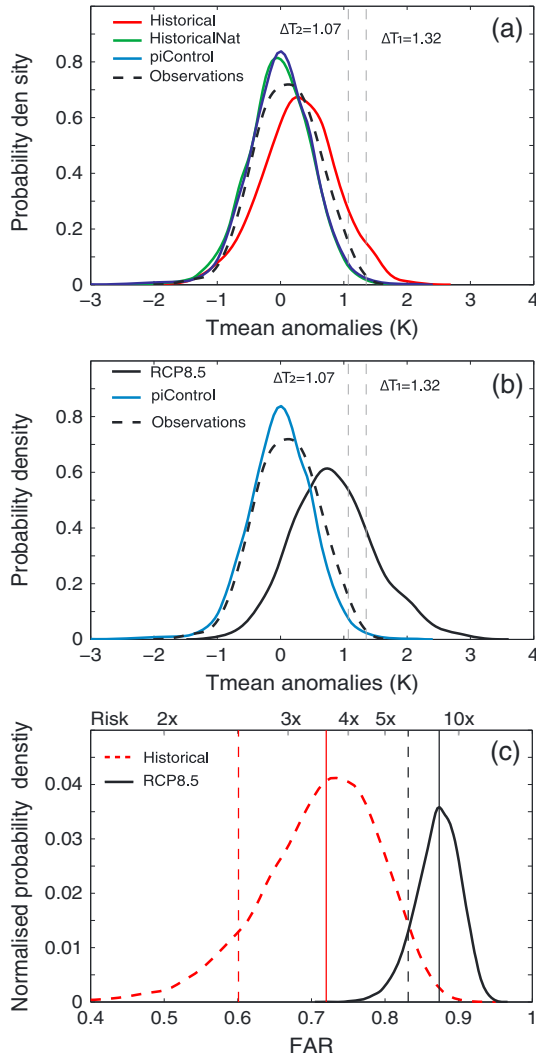 Historical
HistoricalNat
piControl
Observations
ΔT₂=1.07
ΔT₁=1.32
(a)
Probability den sity
0.8
0.6
0.4
0.2
0
−3 −2 −1 0 1 2 3 4
Tmean anomalies (K)
RCP8.5
piControl
Observations
ΔT₂=1.07
ΔT₁=1.32
(b)
Probability density
0.8
0.6
0.4
0.2
0
−3 −2 −1 0 1 2 3 4
Tmean anomalies (K)
Risk 2x 3x 4x 5x 10x
Historical
RCP8.5
(c)
Normalised probability denstiy
0.04
0.03
0.02
0.01
0
0.4 0.5 0.6 0.7 0.8 0.9 1
FAR